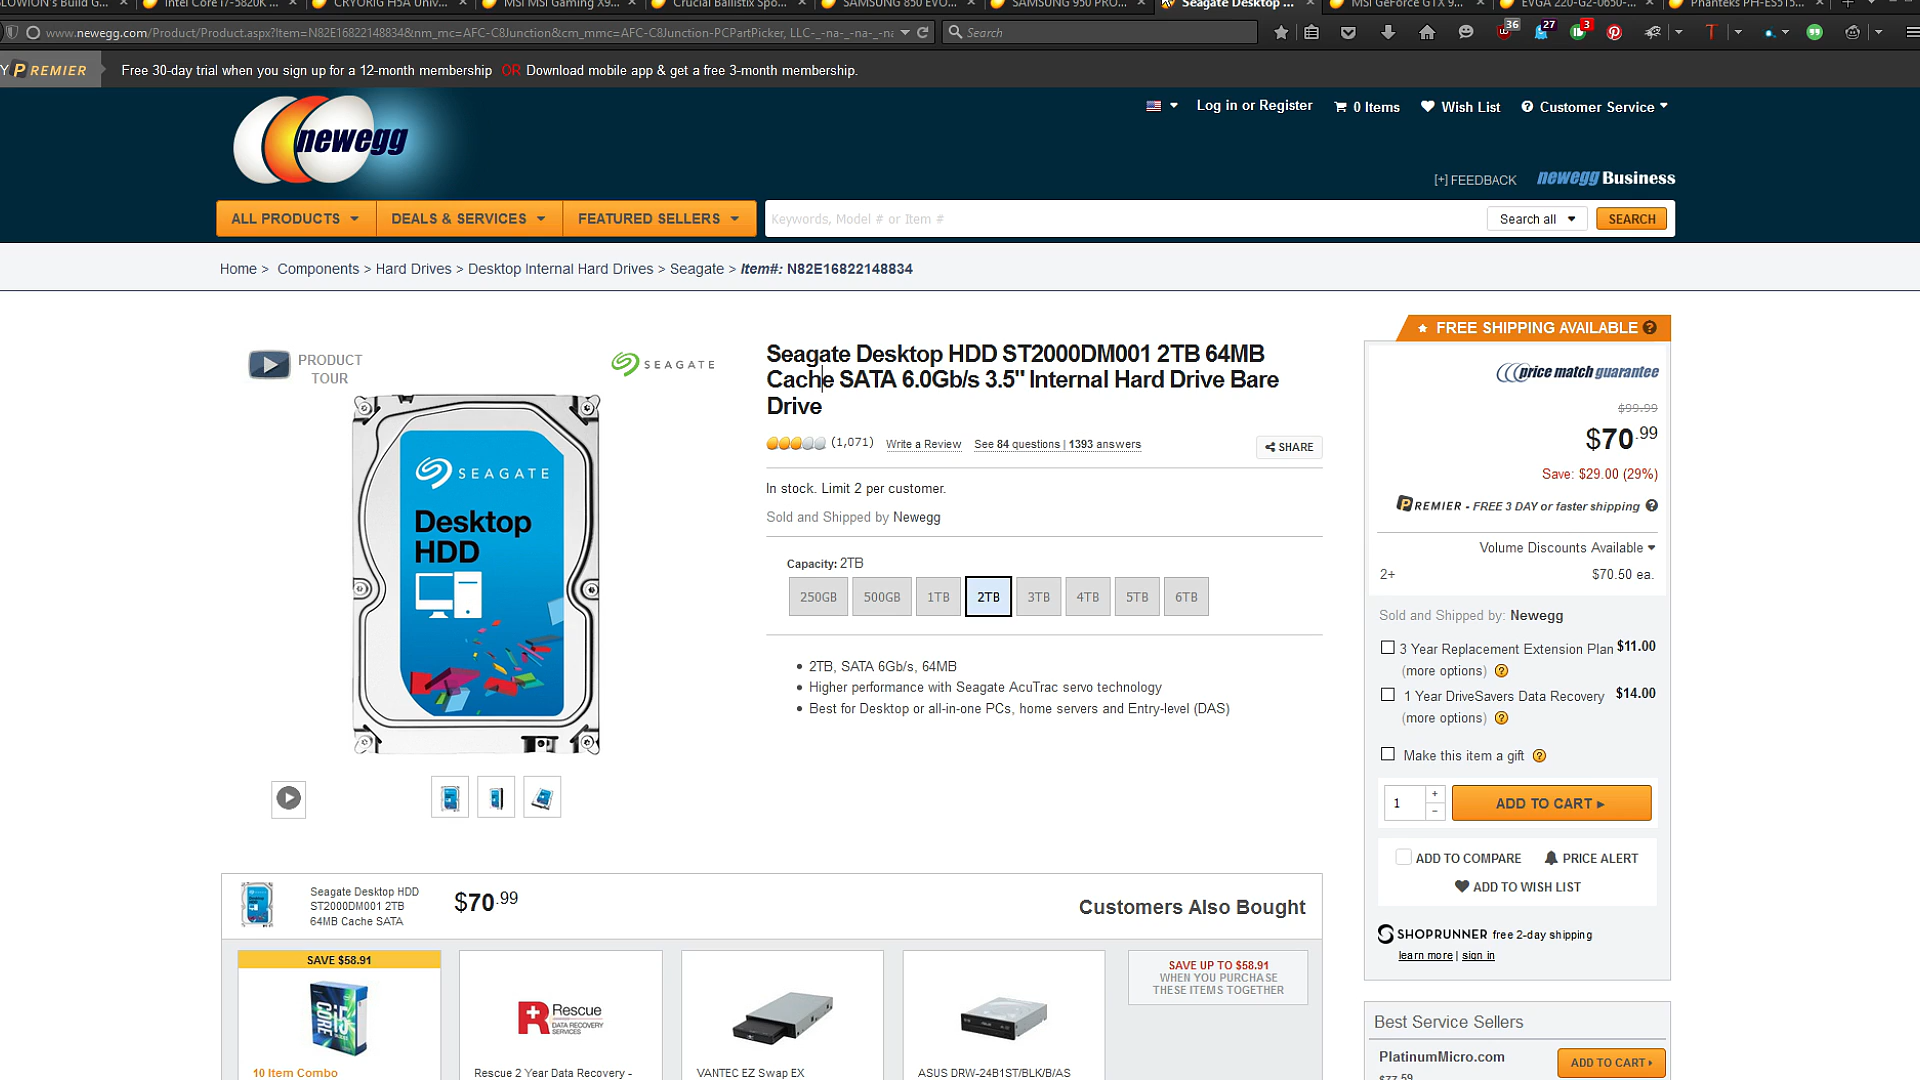 SLOWION's Build G...
Intel Core i7-5820K ...
CRYORIG H5A Univ...
MSI MSI Gaming X9...
Crucial Ballistix Spo...
SAMSUNG 850 EVO...
SAMSUNG 950 PRO...
Seagate Desktop ...
MSI GeForce GTX 9...
EVGA 220-G2-0650-...
Phanteks PH-ES515...
www.newegg.com/Product/Product.aspx?Item=N82E16822148834&nm_mc=AFC-C8Junction&cm_mmc=AFC-C8Junction-PCPartPicker, LLC-_-na-_-na-_-na
Search
36
27
3
Y PREMIER
Free 30-day trial when you sign up for a 12-month membership OR Download mobile app & get a free 3-month membership.
newegg
Log in or Register
0 Items
Wish List
Customer Service
[+] FEEDBACK
newegg Business
ALL PRODUCTS
DEALS & SERVICES
FEATURED SELLERS
Keywords, Model # or Item #
Search all
SEARCH
Home > Components > Hard Drives > Desktop Internal Hard Drives > Seagate > Item#: N82E16822148834
PRODUCT
TOUR
SEAGATE
SEAGATE
Desktop
HDD
Seagate Desktop HDD ST2000DM001 2TB 64MB
Cache SATA 6.0Gb/s 3.5" Internal Hard Drive Bare
Drive
(1,071) Write a Review See 84 questions | 1393 answers
SHARE
In stock. Limit 2 per customer.
Sold and Shipped by Newegg
Capacity: 2TB
250GB 500GB 1TB 2TB 3TB 4TB 5TB 6TB
• 2TB, SATA 6Gb/s, 64MB
• Higher performance with Seagate AcuTrac servo technology
• Best for Desktop or all-in-one PCs, home servers and Entry-level (DAS)
FREE SHIPPING AVAILABLE ?
price match guarantee
$99.99
$70.99
Save: $29.00 (29%)
PREMIER - FREE 3 DAY or faster shipping ?
Volume Discounts Available
2+ $70.50 ea.
Sold and Shipped by: Newegg
3 Year Replacement Extension Plan $11.00
(more options) ?
1 Year DriveSavers Data Recovery $14.00
(more options) ?
Make this item a gift ?
1 + -
ADD TO CART
ADD TO COMPARE
PRICE ALERT
ADD TO WISH LIST
SHOPRUNNER free 2-day shipping
learn more | sign in
Best Service Sellers
PlatinumMicro.com
ADD TO CART
$77.59
Seagate Desktop HDD
ST2000DM001 2TB
64MB Cache SATA
$70.99
Customers Also Bought
SAVE $58.91
CORE i5
10 Item Combo
R Rescue
DATA RECOVERY
SERVICES
Rescue 2 Year Data Recovery -
VANTEC EZ Swap EX
ASUS DRW-24B1ST/BLK/B/AS
SAVE UP TO $58.91
WHEN YOU PURCHASE
THESE ITEMS TOGETHER